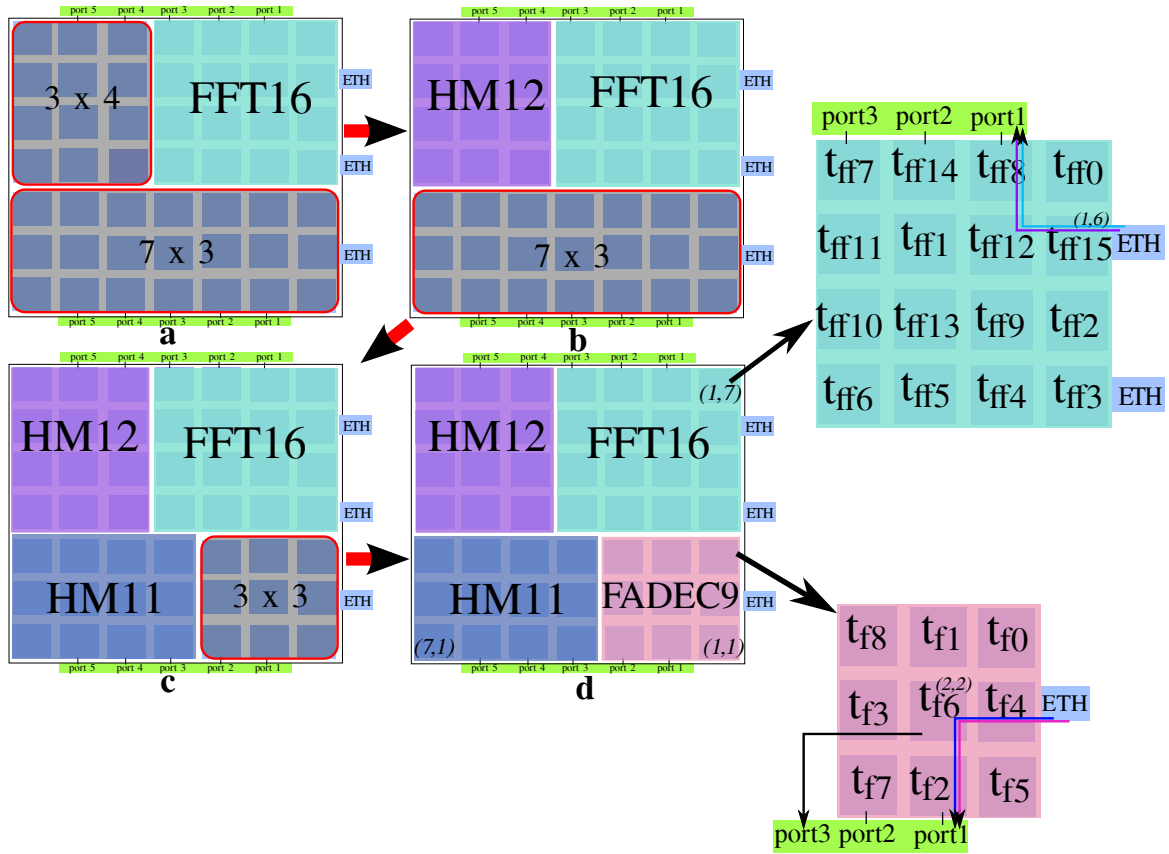 port 5 port 4 port 3 port 2 port 1
3 x 4
FFT16
ETH
ETH
7 x 3
ETH
port 5 port 4 port 3 port 2 port 1
a
port 5 port 4 port 3 port 2 port 1
HM12
FFT16
ETH
ETH
7 x 3
ETH
port 5 port 4 port 3 port 2 port 1
b
port 5 port 4 port 3 port 2 port 1
HM12
FFT16
ETH
ETH
HM11
3 x 3
ETH
port 5 port 4 port 3 port 2 port 1
c
port 5 port 4 port 3 port 2 port 1
(1,7)
HM12
FFT16
ETH
ETH
HM11
FADEC9
ETH
(7,1)
(1,1)
port 5 port 4 port 3 port 2 port 1
d
port3 port2 port1
tff7 tff14 tff8 tff0
(1,6)
tff11 tff1 tff12 tff15 ETH
tff10 tff13 tff9 tff2
tff6 tff5 tff4 tff3 ETH
tf8 tf1 tf0
(2,2)
tf3 tf6 tf4 ETH
tf7 tf2 tf5
port3 port2 port1